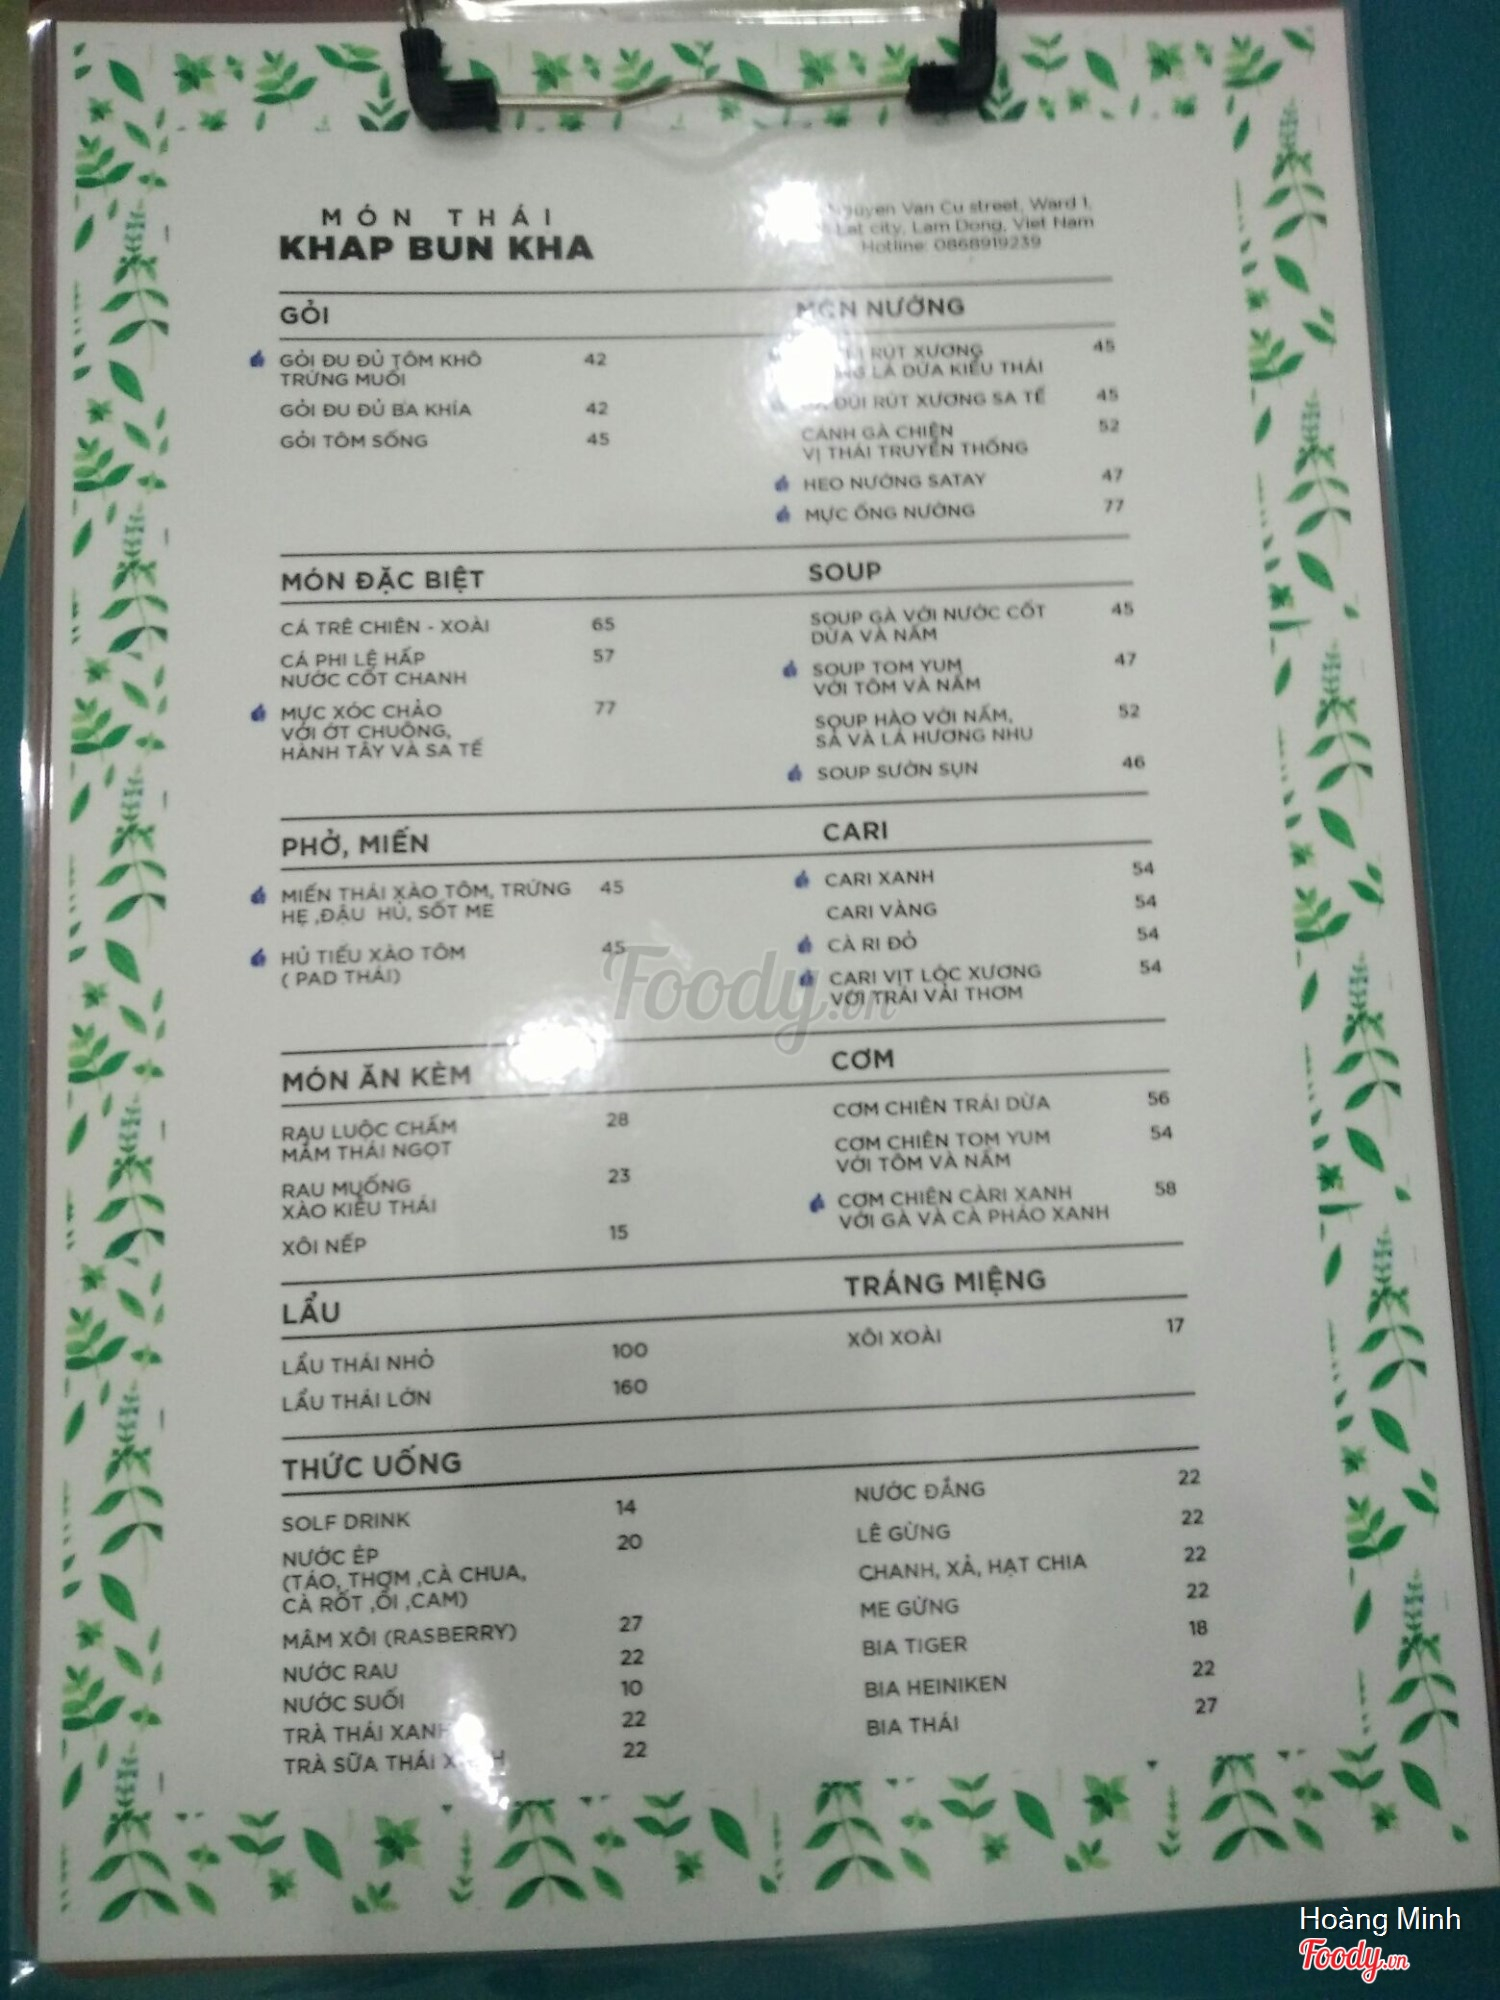 MÓN THÁI
KHAP BUN KHA
Nguyen Van Cu street, Ward 1,
Lat city, Lam Dong, Viet Nam
Hotline: 0868919239
GỎI
GỎI ĐU ĐỦ TÔM KHÔ 42
TRỨNG MUỐI
GỎI ĐU ĐỦ BA KHÍA 42
GỎI TÔM SỐNG 45
MÓN NƯỚNG
RÚT XƯƠNG 45
LÁ DỨA KIỂU THÁI
ĐÙI RÚT XƯƠNG SA TẾ 45
CÁNH GÀ CHIÊN 52
VỊ THÁI TRUYỀN THỐNG
HEO NƯỚNG SATAY 47
MỰC ỐNG NƯỚNG 77
MÓN ĐẶC BIỆT
CÁ TRÊ CHIÊN - XOÀI 65
CÁ PHI LÊ HẤP 57
NƯỚC CỐT CHANH
MỰC XÓC CHẢO 77
VỚI ỚT CHUÔNG,
HÀNH TÂY VÀ SA TẾ
SOUP
SOUP GÀ VỚI NƯỚC CỐT 45
DỪA VÀ NẤM
SOUP TOM YUM 47
VỚI TÔM VÀ NẤM
SOUP HÀO VỚI NẤM, 52
SẢ VÀ LÁ HƯƠNG NHU
SOUP SƯỜN SỤN 46
PHỞ, MIẾN
MIẾN THÁI XÀO TÔM, TRỨNG 45
HẸ ,ĐẬU HỦ, SỐT ME
HỦ TIẾU XÀO TÔM 45
( PAD THÁI)
CARI
CARI XANH 54
CARI VÀNG 54
CÀ RI ĐỎ 54
CARI VỊT LÓC XƯƠNG 54
VỚI TRÁI VẢI THƠM
MÓN ĂN KÈM
RAU LUỘC CHẤM 28
MẮM THÁI NGỌT
RAU MUỐNG 23
XÀO KIỂU THÁI
XÔI NẾP 15
CƠM
CƠM CHIÊN TRÁI DỪA 56
CƠM CHIÊN TOM YUM 54
VỚI TÔM VÀ NẤM
CƠM CHIÊN CÀRI XANH 58
VỚI GÀ VÀ CÀ PHÁO XANH
LẨU
LẨU THÁI NHỎ 100
LẨU THÁI LỚN 160
TRÁNG MIỆNG
XÔI XOÀI 17
THỨC UỐNG
SOLF DRINK 14
NƯỚC ÉP 20
(TÁO, THƠM ,CÀ CHUA,
CÀ RỐT ,ỔI ,CAM)
MÂM XÔI (RASBERRY) 27
NƯỚC RAU 22
NƯỚC SUỐI 10
TRÀ THÁI XANH 22
TRÀ SỮA THÁI XANH 22
NƯỚC ĐẮNG 22
LÊ GỪNG 22
CHANH, XẢ, HẠT CHIA 22
ME GỪNG 22
BIA TIGER 18
BIA HEINIKEN 22
BIA THÁI 27
Foody.vn
Hoàng Minh
Foody.vn